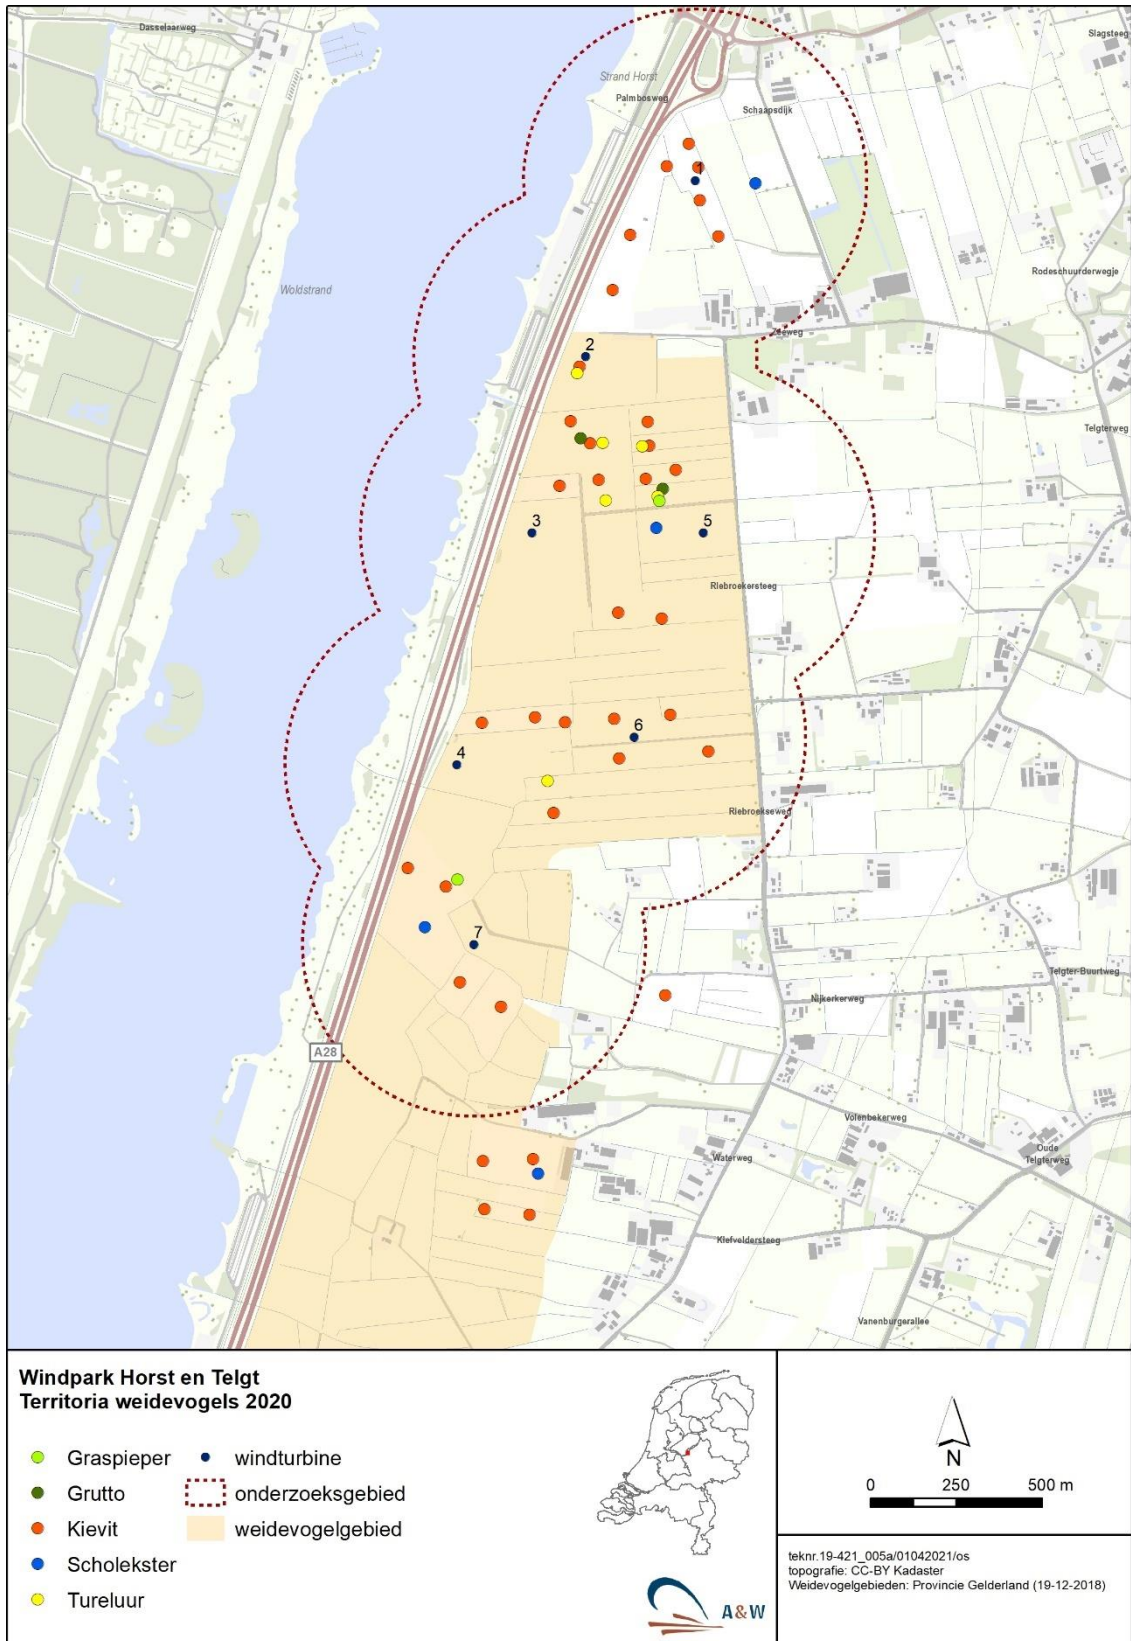 Dasselaarweg
Slagsteeg
Strand Horst
Palmbosweg
Schaapsdijk
1
Rodeschuurderwegje
Woldstrand
Zeeweg
2
Telgterweg
3
5
Riebroekersteeg
6
4
Riebroekseweg
7
Telgter-Buurtweg
Nijkerkerweg
A28
Volenbekerweg
Oude
Telgterweg
Waterweg
Kiefveldersteeg
Vanenburgerallee
Windpark Horst en Telgt
Territoria weidevogels 2020
Graspieper
windturbine
Grutto
onderzoeksgebied
Kievit
weidevogelgebied
Scholekster
Tureluur
A&W
N
0 250 500 m
teknr.19-421_005a/01042021/os
topografie: CC-BY Kadaster
Weidevogelgebieden: Provincie Gelderland (19-12-2018)